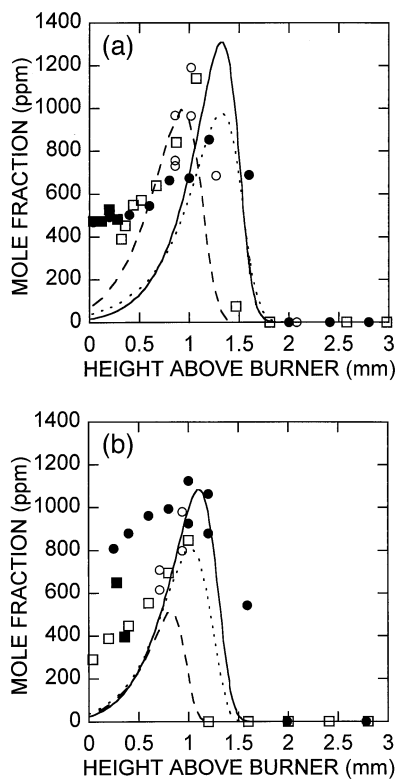 (a)
MOLE FRACTION (ppm)
1400
1200
1000
800
600
400
200
0
0 0.5 1 1.5 2 2.5 3
HEIGHT ABOVE BURNER (mm)
(b)
MOLE FRACTION (ppm)
1400
1200
1000
800
600
400
200
0
0 0.5 1 1.5 2 2.5 3
HEIGHT ABOVE BURNER (mm)